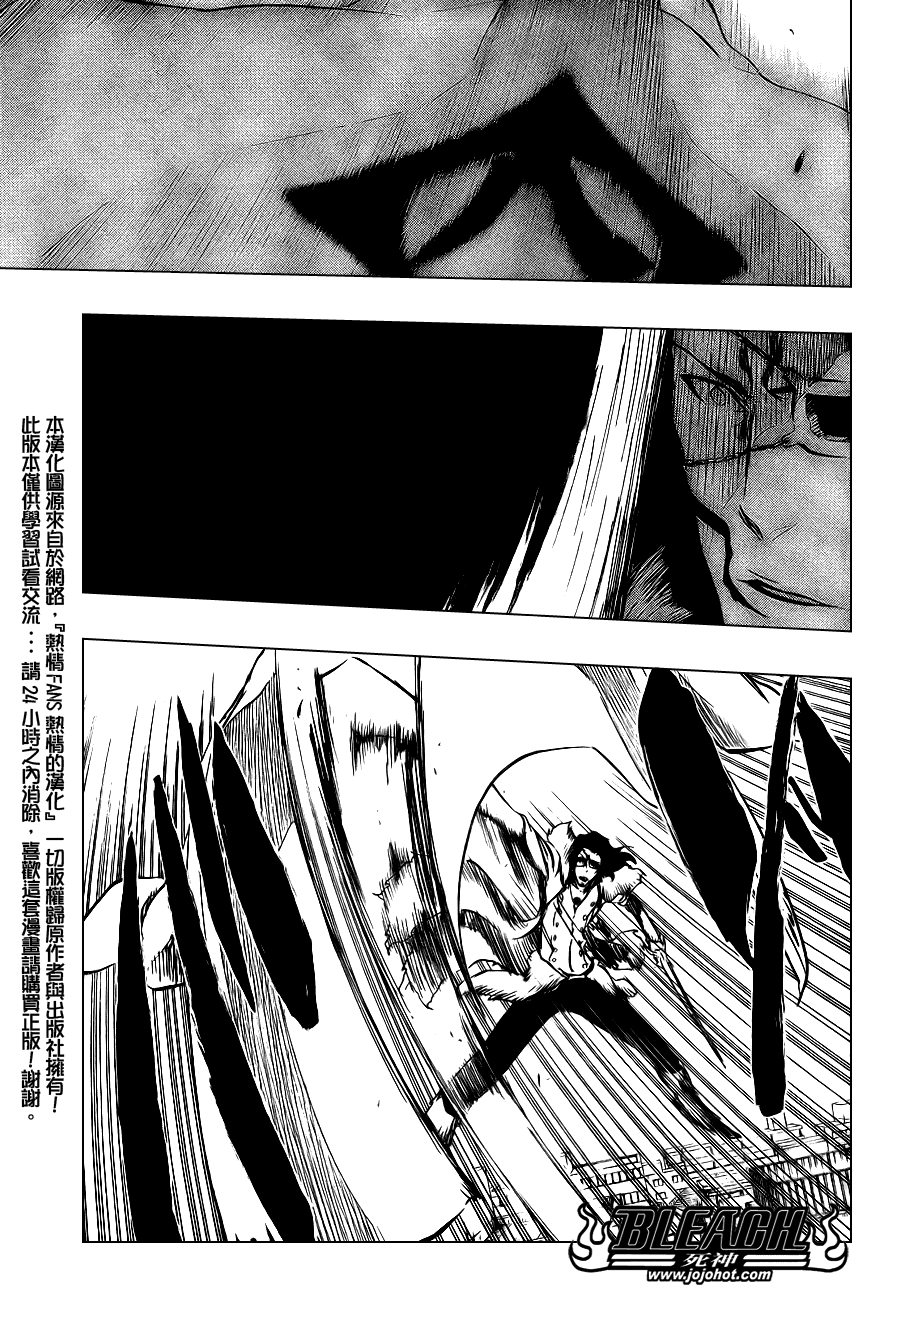 本漢化圖源來自於網路，『熱情FANS 熱情的漢化』一切版權歸原作者與出版社擁有！
此版本僅供學習試看交流… 請 24 小時之內消除，喜歡這套漫畫請購買正版！謝謝。
BLEACH
死神
www.jojohot.com